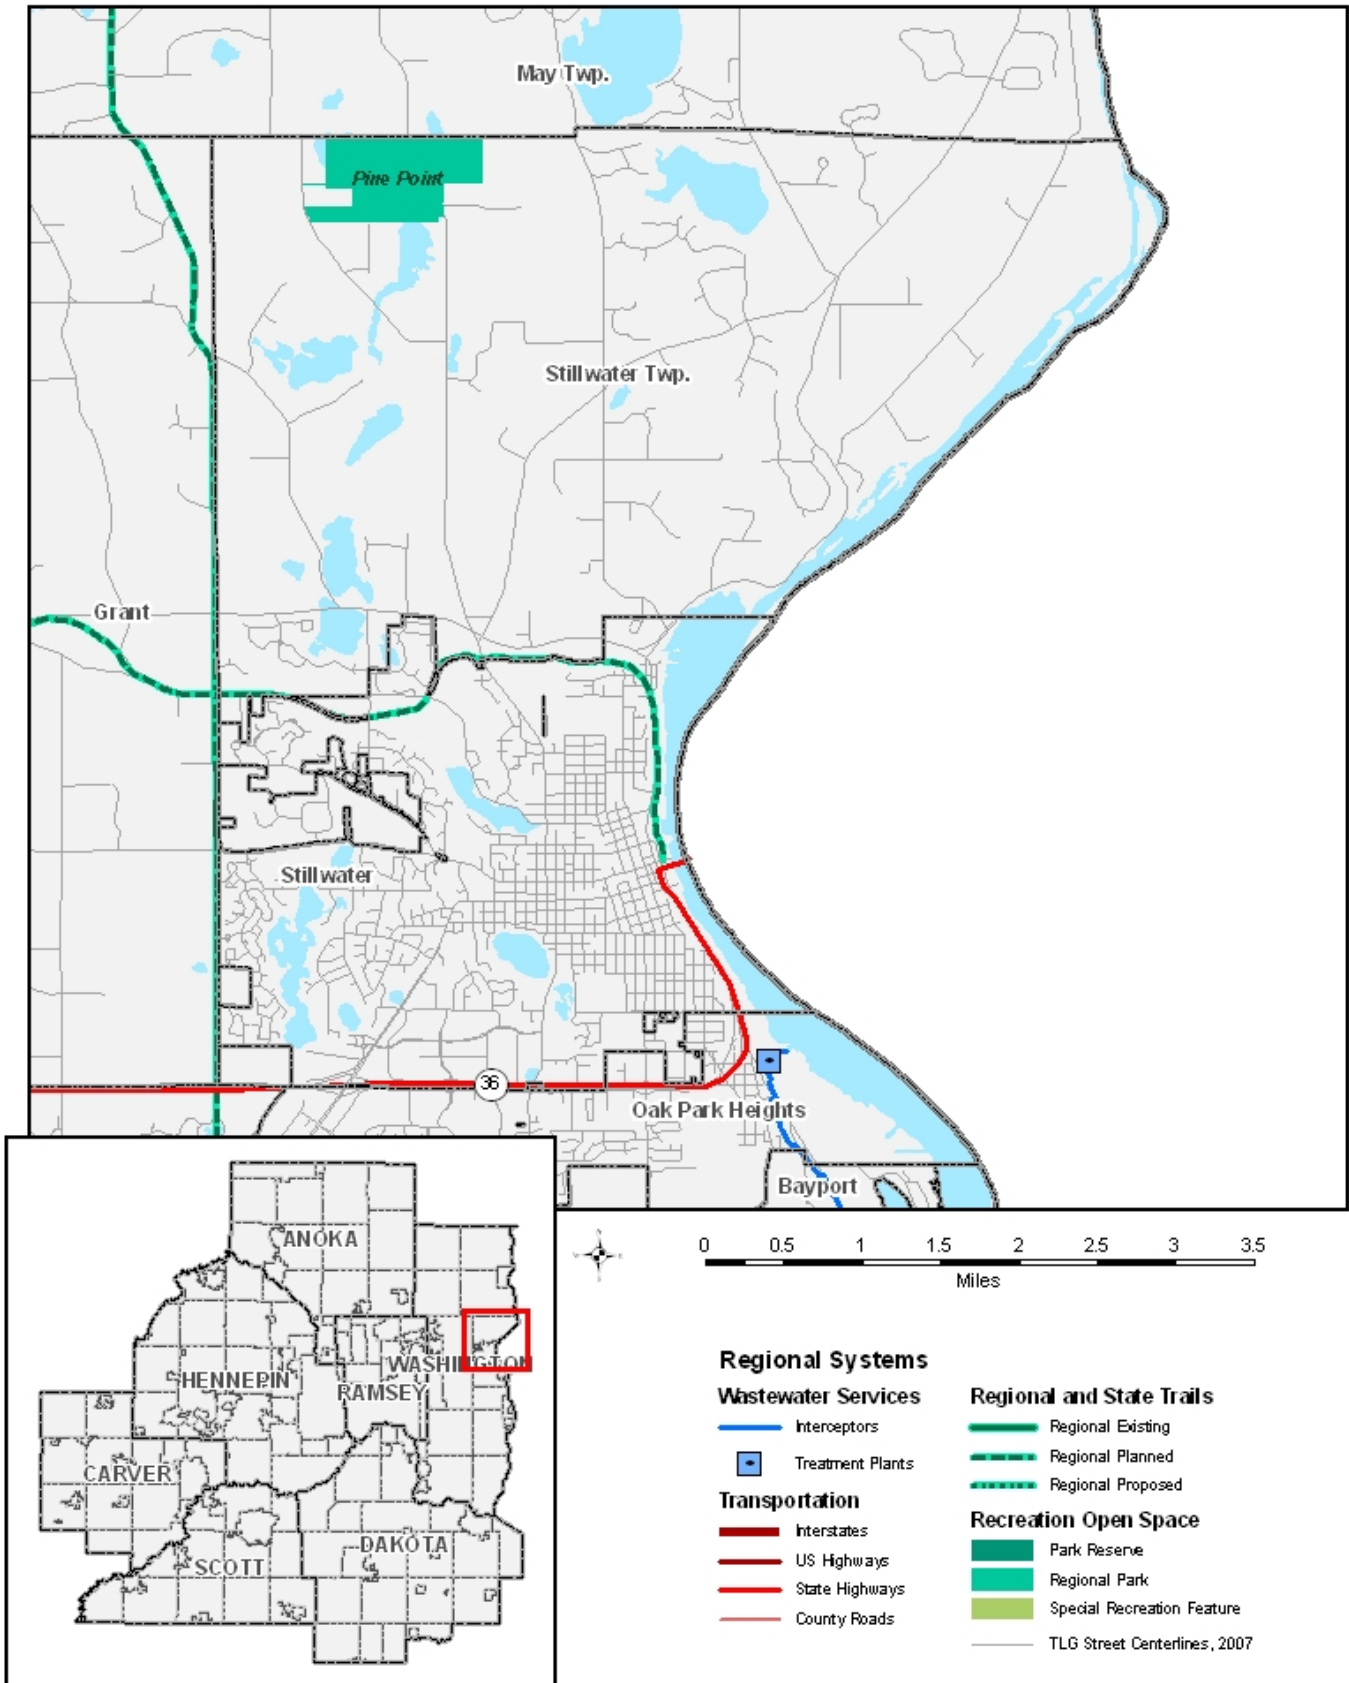 May Twp.
Pine Point
Stillwater Twp.
Grant
Stillwater
36
Oak Park Heights
Bayport
ANOKA
WASHINGTON
HENNEPIN
RAMSEY
CARVER
DAKOTA
SCOTT
0 0.5 1 1.5 2 2.5 3 3.5
Miles
Regional Systems
Wastewater Services
Interceptors
Treatment Plants
Transportation
Interstates
US Highways
State Highways
County Roads
Regional and State Trails
Regional Existing
Regional Planned
Regional Proposed
Recreation Open Space
Park Reserve
Regional Park
Special Recreation Feature
TLG Street Centerlines, 2007